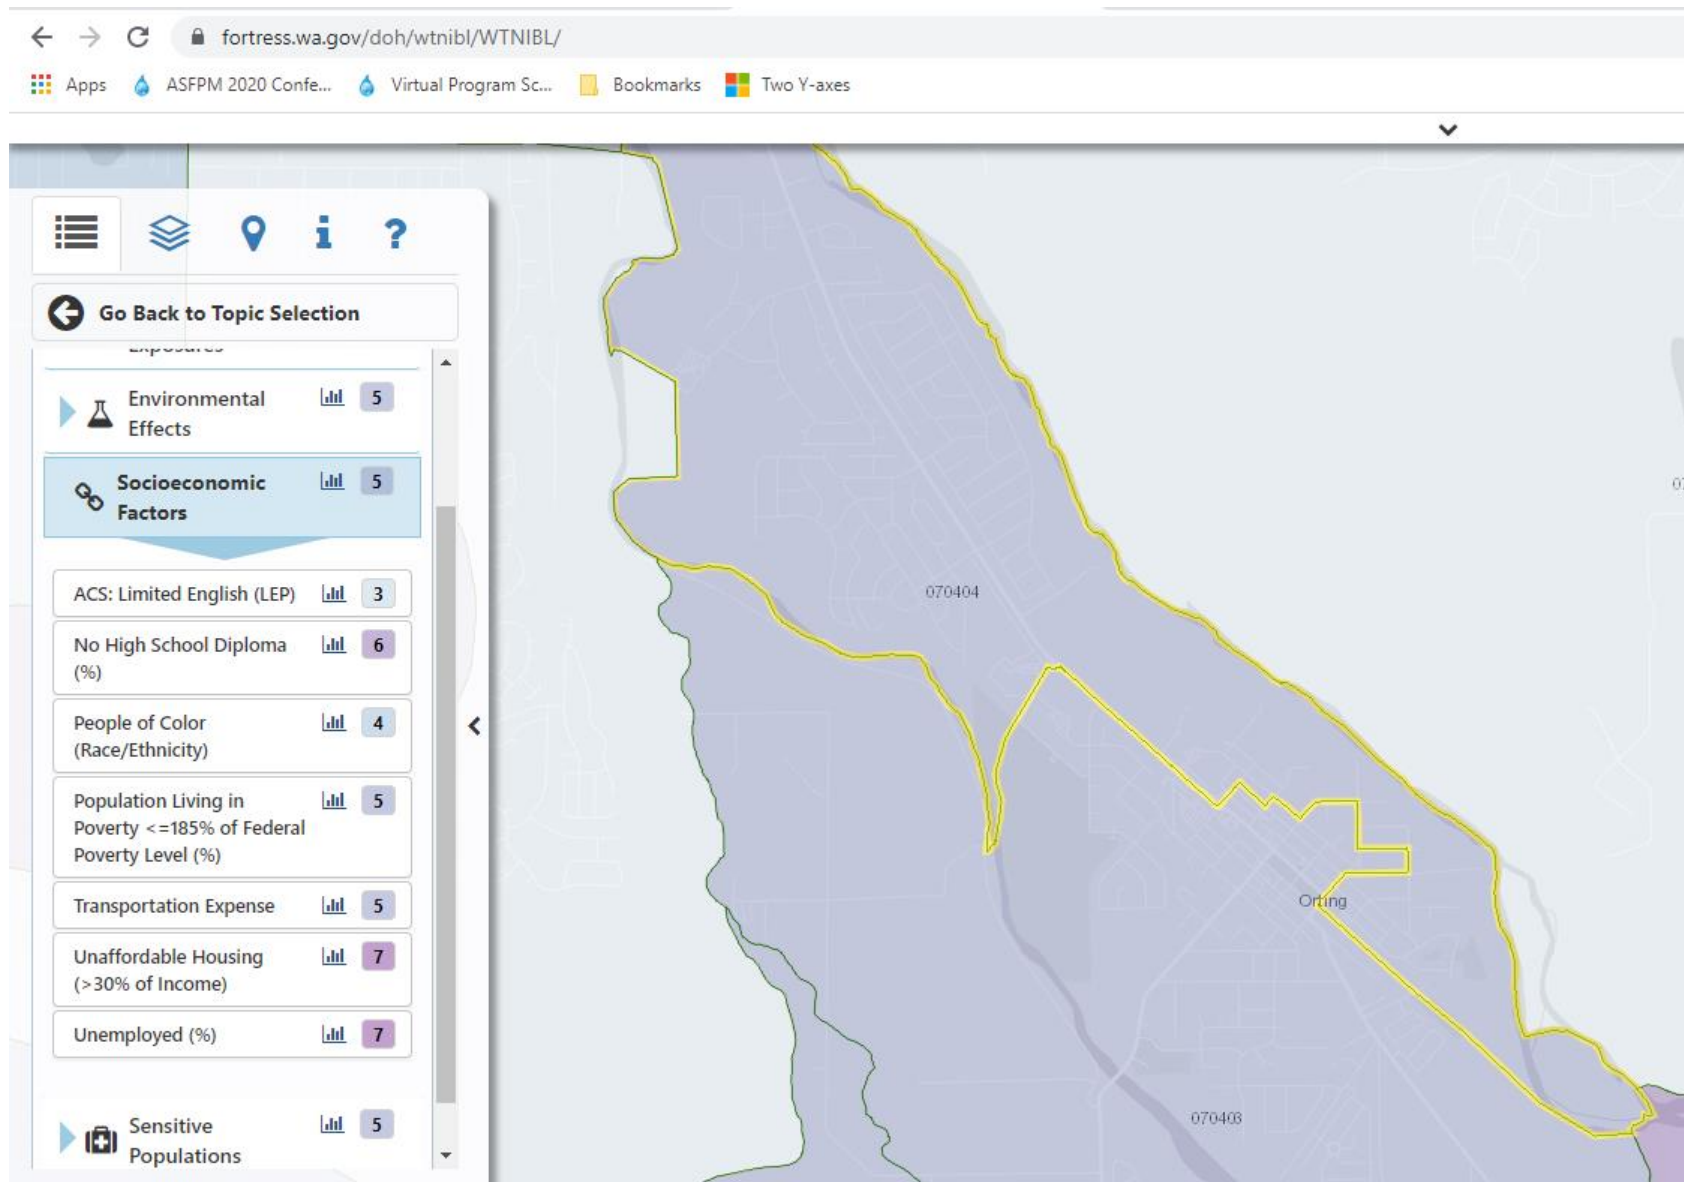 fortress.wa.gov/doh/wtnibl/WTNIBL/
Apps ASFPM 2020 Confe... Virtual Program Sc... Bookmarks Two Y-axes
Go Back to Topic Selection
Exposures
Environmental
Effects
5
Socioeconomic
Factors
5
ACS: Limited English (LEP) 3
No High School Diploma
(%)
6
People of Color
(Race/Ethnicity)
4
Population Living in
Poverty <=185% of Federal
Poverty Level (%)
5
Transportation Expense 5
Unaffordable Housing
(>30% of Income)
7
Unemployed (%) 7
Sensitive
Populations
5
070404
Orting
070403